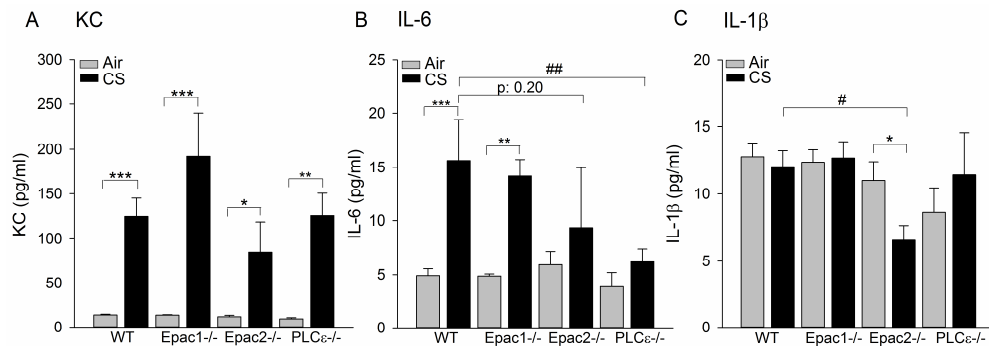 A KC
300
250
200
150
100
50
0
KC (pg/ml)
Air
CS
***
***
*
**
WT Epac1-/- Epac2-/- PLCε-/-
B IL-6
25
20
15
10
5
0
IL-6 (pg/ml)
Air
CS
##
p: 0.20
***
**
WT Epac1-/- Epac2-/- PLCε-/-
C IL-1β
20
15
10
5
0
IL-1β (pg/ml)
Air
CS
#
*
WT Epac1-/- Epac2-/- PLCε-/-